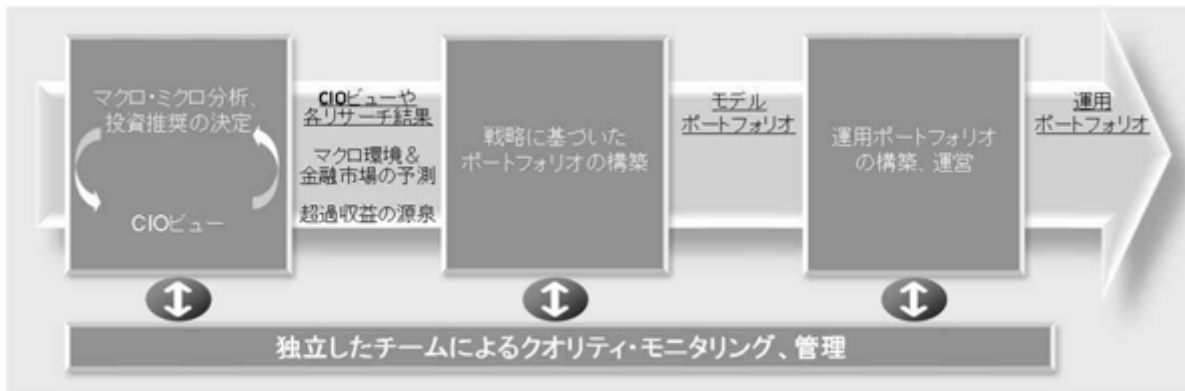 マクロ・ミクロ分析、
投資推奨の決定
CIOビュー
CIOビューや
各リサーチ結果
マクロ環境＆
金融市場の予測
超過収益の源泉
戦略に基づいた
ポートフォリオの構築
モデル
ポートフォリオ
運用ポートフォリオ
の構築、運営
運用
ポートフォリオ
独立したチームによるクオリティ・モニタリング、管理